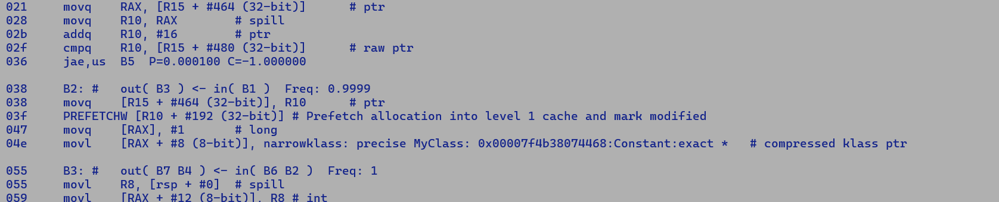 021     movq    RAX, [R15 + #464 (32-bit)]      # ptr
028     movq    R10, RAX        # spill
02b     addq    R10, #16        # ptr
02f     cmpq    R10, [R15 + #480 (32-bit)]      # raw ptr
036     jae,us  B5  P=0.000100 C=-1.000000
038     B2: #   out( B3 ) <- in( B1 )  Freq: 0.9999
038     movq    [R15 + #464 (32-bit)], R10      # ptr
03f     PREFETCHW [R10 + #192 (32-bit)] # Prefetch allocation into level 1 cache and mark modified
047     movq    [RAX], #1       # long
04e     movl    [RAX + #8 (8-bit)], narrowklass: precise MyClass: 0x00007f4b38074468:Constant:exact *   # compressed klass ptr
055     B3: #   out( B7 B4 ) <- in( B6 B2 )  Freq: 1
055     movl    R8, [rsp + #0]  # spill
059     movl    [RAX + #12 (8-bit)], R8 # int